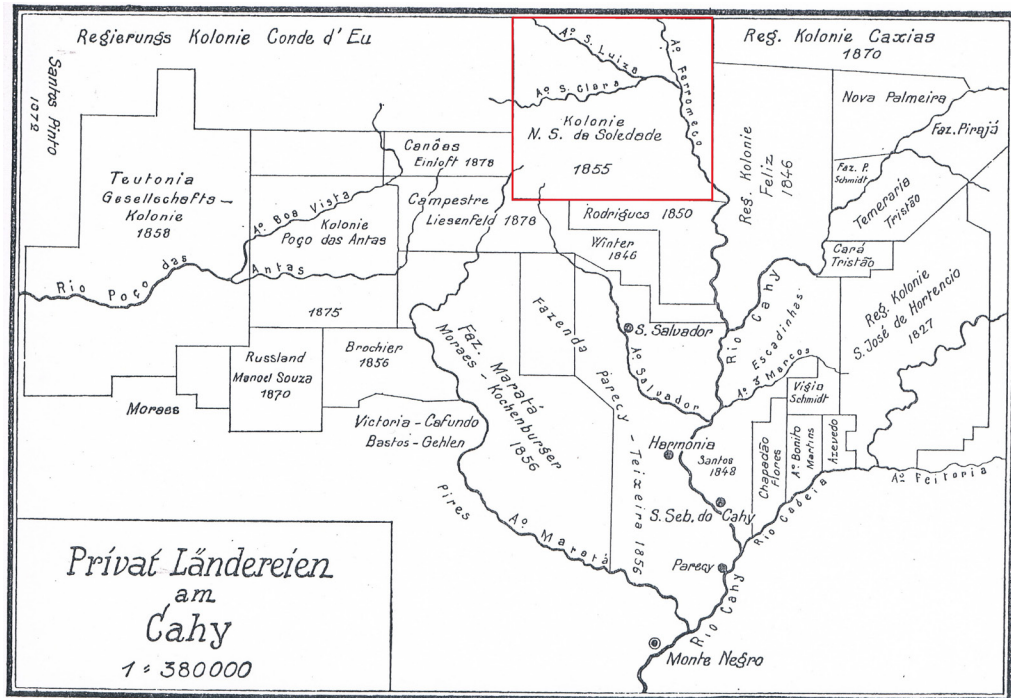 Regierungs Kolonie Conde d'Eu
Reg. Kolonie Caxias
1870
Santos Pinto
1872
Aº S. Luiza
Aº Forromeco
Aº S. Clara
Kolonie
N. S. da Soledade
1855
Nova Palmeira
Faz. Pirajá
Faz. P.
Schmidt
Temeraria
Tristão
Cará
Tristão
Reg. Kolonie
Feliz
1846
Canôas
Einloft 1878
Teutonia
Gesellschafts-
Kolonie
1858
Aº Boa Vista
Kolonie
Poço das Antas
1875
Campestre
Liesenfeld 1878
Rodrigues 1850
Winter
1846
Rio Poço das Antas
Rio Cahy
Escadinhas
Reg. Kolonie
S. José de Hortencio
1827
S. Salvador
Aº Salvador
Aº 3 Marcos
Fazenda Parecy - Teixeira 1856
Faz. Maratá
Moraes - Kochenburger
1856
Russland
Manoel Souza
1870
Brochier
1856
Moraes
Victoria - Cafundo
Bastos - Gehlen
Vigia
Schmidt
Chapadão
Flores
Aº Bonito
Martins
Azevedo
Harmonia
Santos
1848
S. Seb. do Cahy
Rio Cadeia
Aº Feitoria
Pires
Aº Maratá
Parecy
Rio Cahy
Monte Negro
Privat Ländereien
am
Cahy
1 : 380000